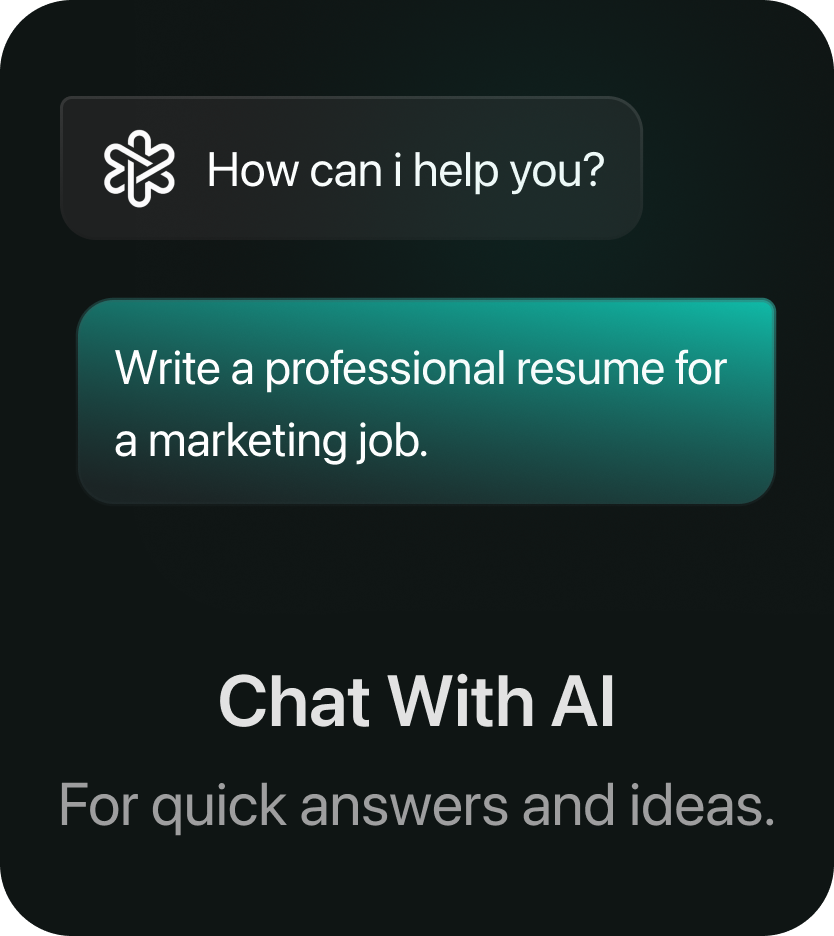 How can i help you?
Write a professional resume for
a marketing job.
Chat With AI
For quick answers and ideas.